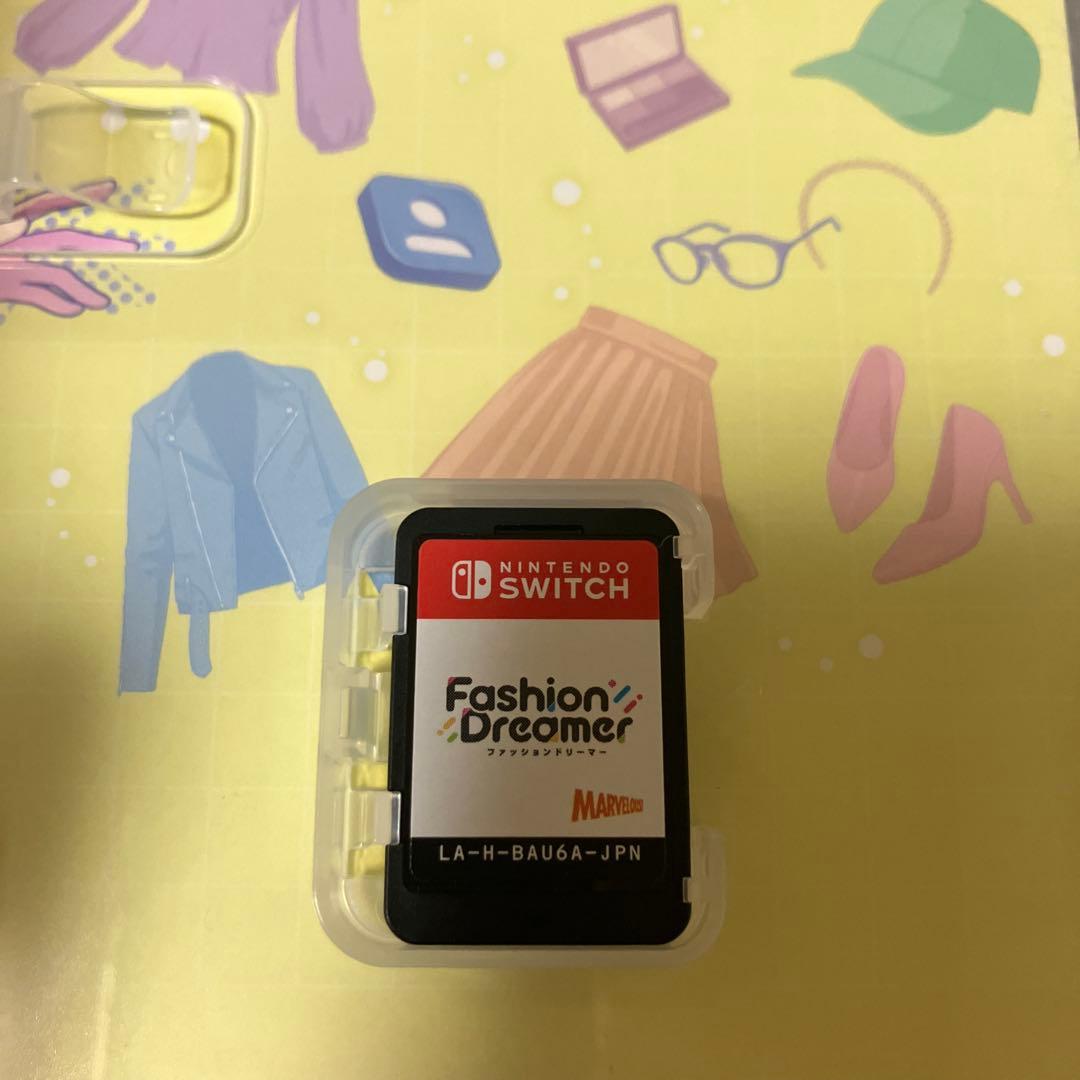 NINTENDO
SWITCH
Fashion
Dreamer
ファッションドリーマー
MARVELOUS!
LA-H-BAU6A-JPN